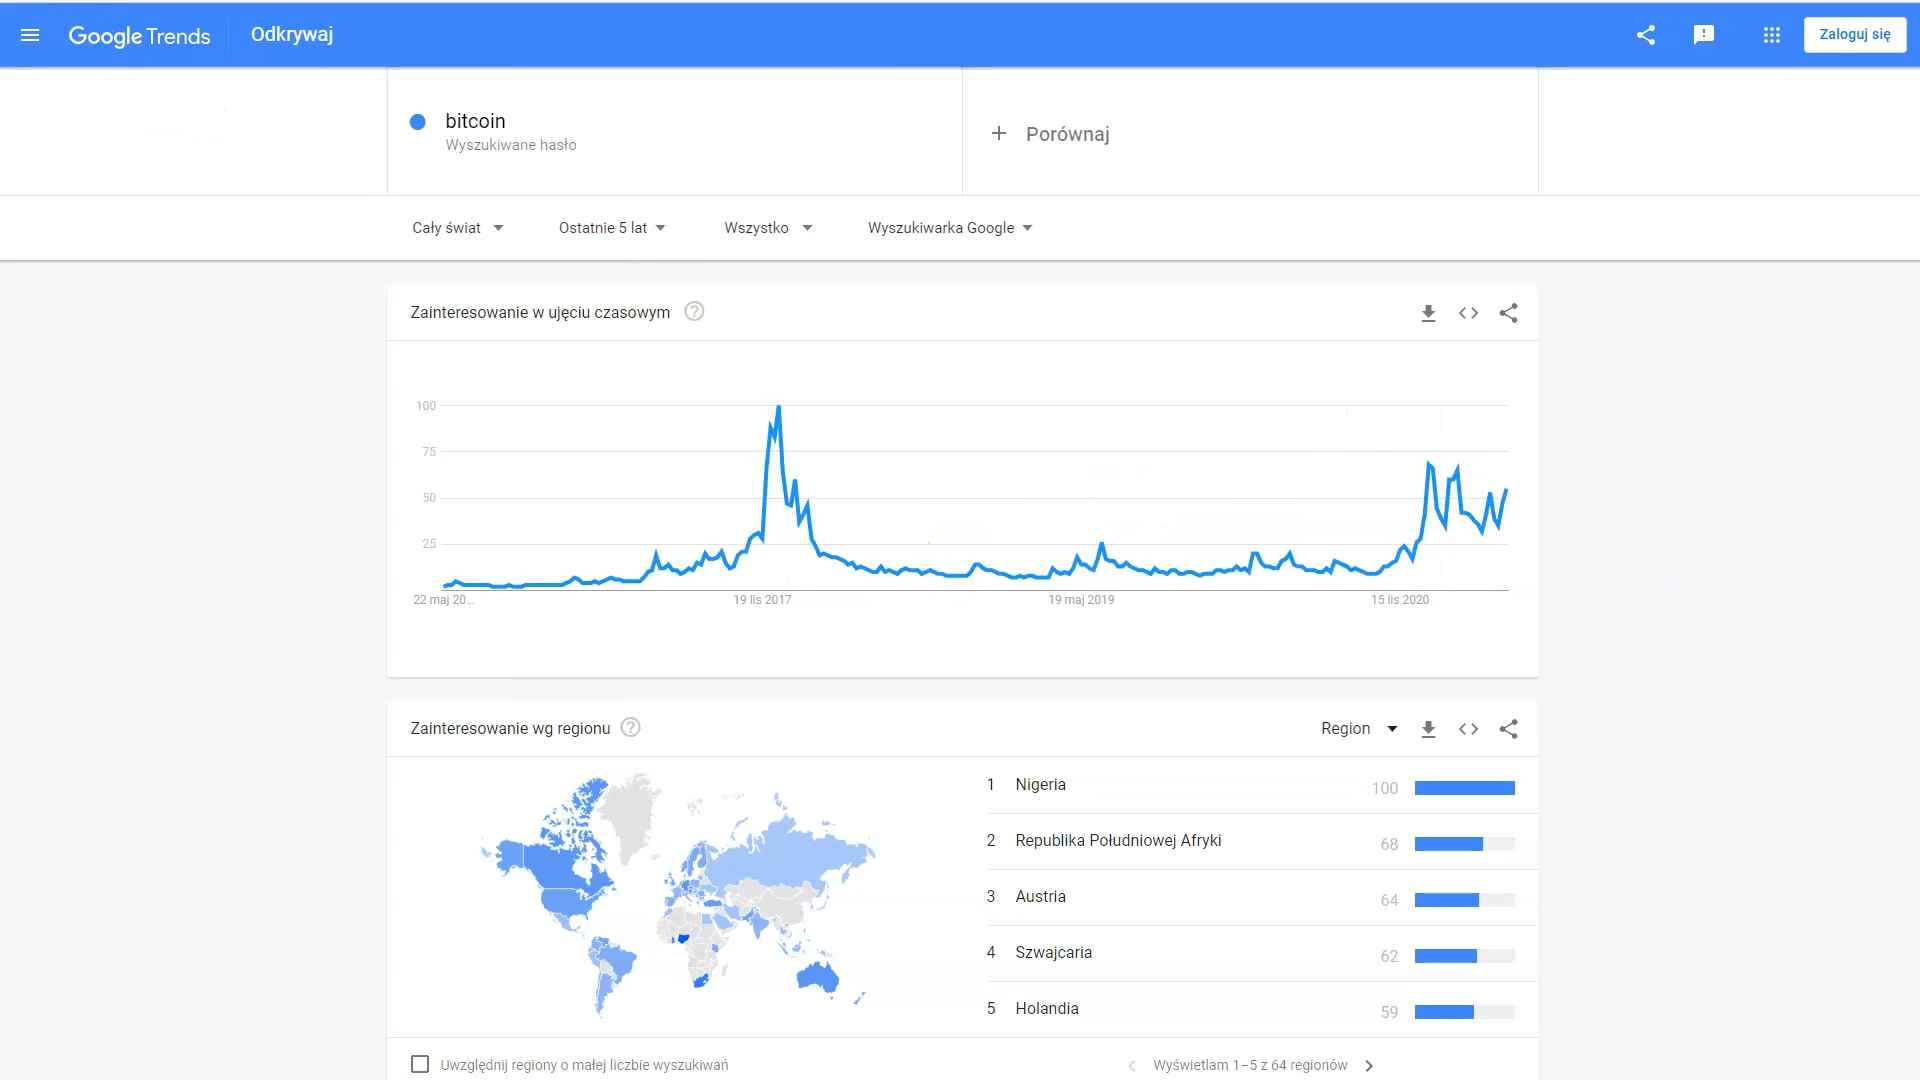 Google Trends Odkrywaj Zaloguj się
bitcoin
Wyszukiwane hasło
+ Porównaj
Cały świat Ostatnie 5 lat Wszystko Wyszukiwarka Google
Zainteresowanie w ujęciu czasowym ?
100
75
50
25
22 maj 20... 19 lis 2017 19 maj 2019 15 lis 2020
Zainteresowanie wg regionu ? Region
1 Nigeria 100
2 Republika Południowej Afryki 68
3 Austria 64
4 Szwajcaria 62
5 Holandia 59
Uwzględnij regiony o małej liczbie wyszukiwań Wyświetlam 1–5 z 64 regionów